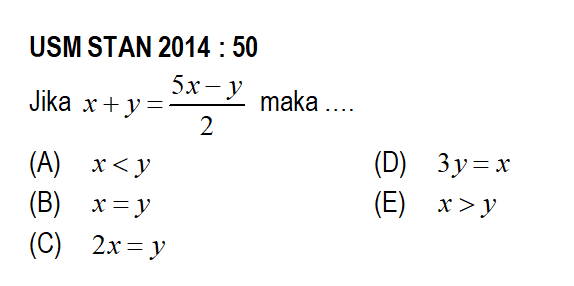 USM STAN 2014 : 50
Jika x + y = (5x − y)/2 maka ....
(A) x < y
(B) x = y
(C) 2x = y
(D) 3y = x
(E) x > y